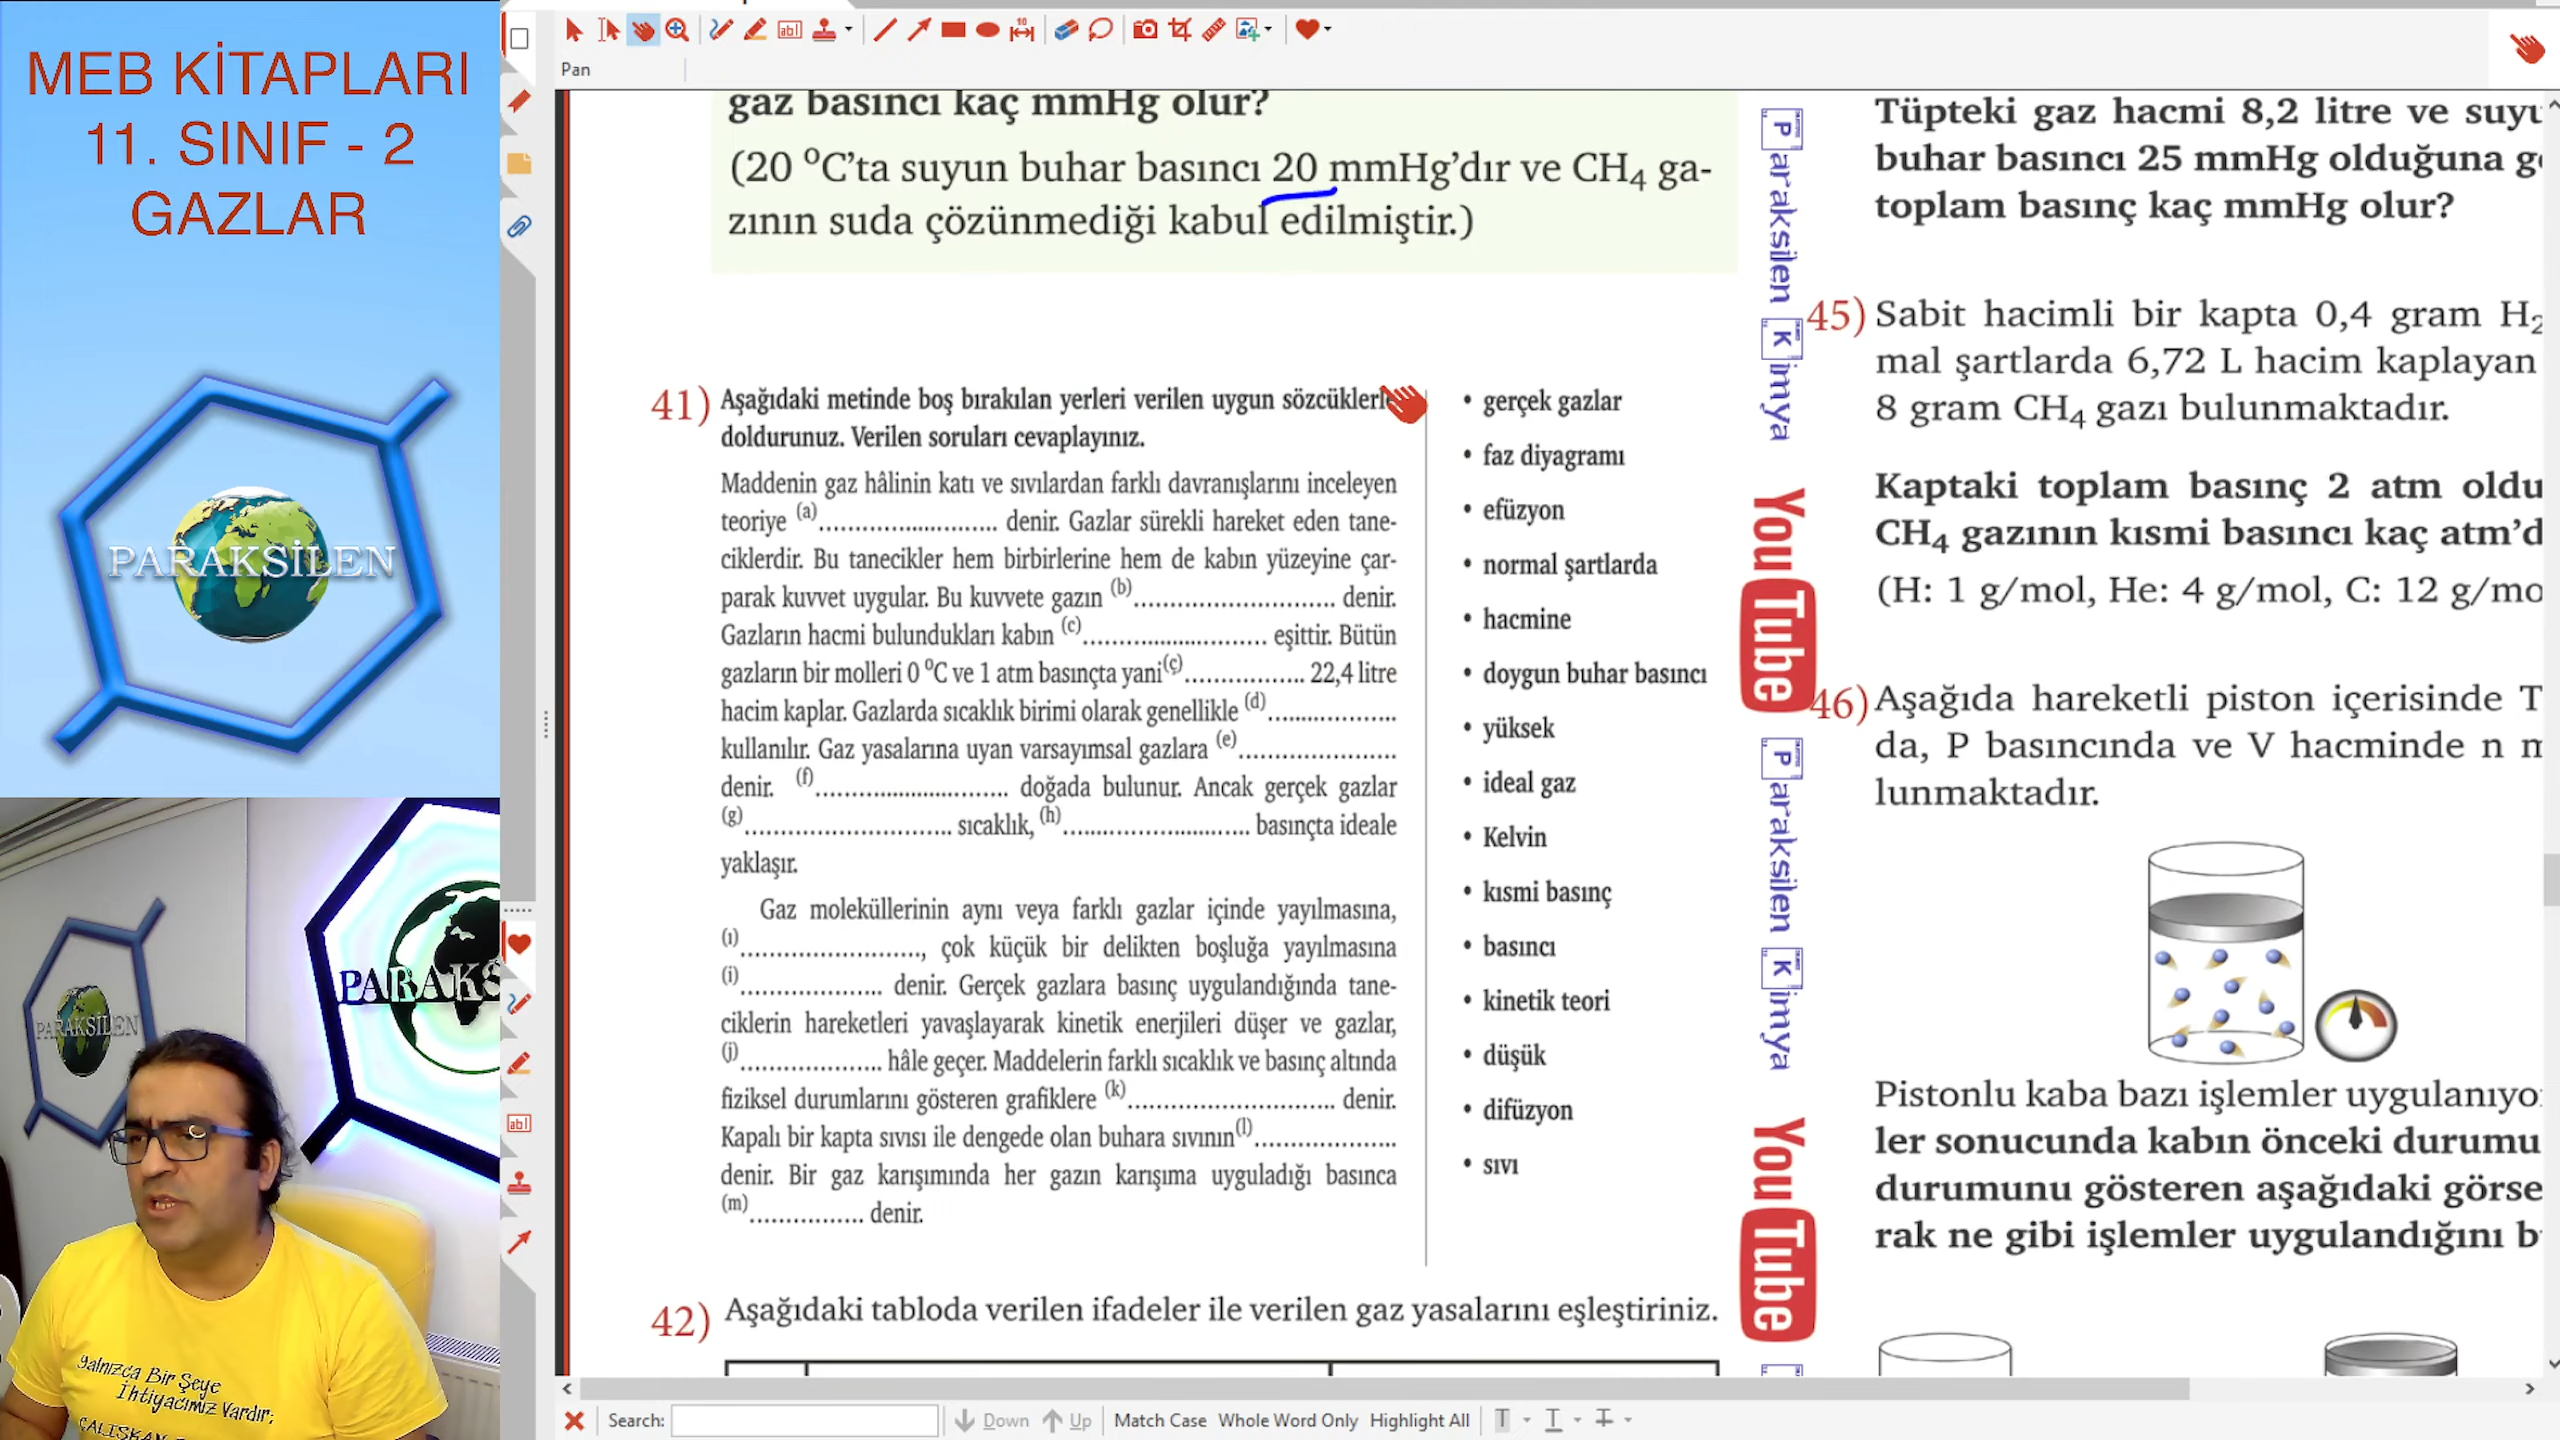 MEB KİTAPLARI
11. SINIF - 2
GAZLAR
PARAKSİLEN
PARAKSİLEN
PARAKS
Yalnızca Bir Şeye
İhtiyacımız Vardır;
ÇALIŞKAN
Pan
gaz basıncı kaç mmHg olur?
(20 °C’ta suyun buhar basıncı 20 mmHg’dır ve CH₄ ga-
zının suda çözünmediği kabul edilmiştir.)
41) Aşağıdaki metinde boş bırakılan yerleri verilen uygun sözcüklerle
doldurunuz. Verilen soruları cevaplayınız.
Maddenin gaz hâlinin katı ve sıvılardan farklı davranışlarını inceleyen
teoriye (a)........................ denir. Gazlar sürekli hareket eden tane-
ciklerdir. Bu tanecikler hem birbirlerine hem de kabın yüzeyine çar-
parak kuvvet uygular. Bu kuvvete gazın (b)........................... denir.
Gazların hacmi bulundukları kabın (c)......................... eşittir. Bütün
gazların bir molleri 0 °C ve 1 atm basınçta yani(ç)................ 22,4 litre
hacim kaplar. Gazlarda sıcaklık birimi olarak genellikle (d)..................
kullanılır. Gaz yasalarına uyan varsayımsal gazlara (e).....................
denir. (f).......................... doğada bulunur. Ancak gerçek gazlar
(g)............................ sıcaklık, (h)......................... basınçta ideale
yaklaşır.
Gaz moleküllerinin aynı veya farklı gazlar içinde yayılmasına,
(ı)........................, çok küçük bir delikten boşluğa yayılmasına
(i)................... denir. Gerçek gazlara basınç uygulandığında tane-
ciklerin hareketleri yavaşlayarak kinetik enerjileri düşer ve gazlar,
(j)................... hâle geçer. Maddelerin farklı sıcaklık ve basınç altında
fiziksel durumlarını gösteren grafiklere (k)............................ denir.
Kapalı bir kapta sıvısı ile dengede olan buhara sıvının(l)...................
denir. Bir gaz karışımında her gazın karışıma uyguladığı basınca
(m)................ denir.
• gerçek gazlar
• faz diyagramı
• efüzyon
• normal şartlarda
• hacmine
• doygun buhar basıncı
• yüksek
• ideal gaz
• Kelvin
• kısmi basınç
• basıncı
• kinetik teori
• düşük
• difüzyon
• sıvı
42) Aşağıdaki tabloda verilen ifadeler ile verilen gaz yasalarını eşleştiriniz.
Paraksilen Kimya
YouTube
Paraksilen Kimya
YouTube
Tüpteki gaz hacmi 8,2 litre ve suyu
buhar basıncı 25 mmHg olduğuna g
toplam basınç kaç mmHg olur?
45) Sabit hacimli bir kapta 0,4 gram H₂
mal şartlarda 6,72 L hacim kaplayan
8 gram CH₄ gazı bulunmaktadır.
Kaptaki toplam basınç 2 atm oldu
CH₄ gazının kısmi basıncı kaç atm’d
(H: 1 g/mol, He: 4 g/mol, C: 12 g/mo
46) Aşağıda hareketli piston içerisinde T
da, P basıncında ve V hacminde n m
lunmaktadır.
Pistonlu kaba bazı işlemler uygulanıyo
ler sonucunda kabın önceki durumu
durumunu gösteren aşağıdaki görse
rak ne gibi işlemler uygulandığını b
Search: Down Up Match Case Whole Word Only Highlight All